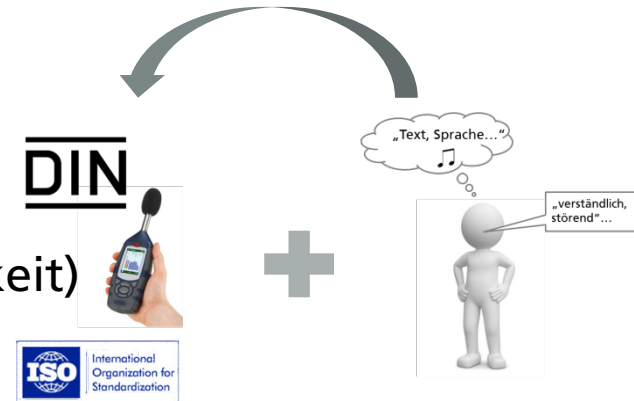 „Text, Sprache…“
DIN
„verständlich,
störend“…
keit)
ISO
International
Organization for
Standardization